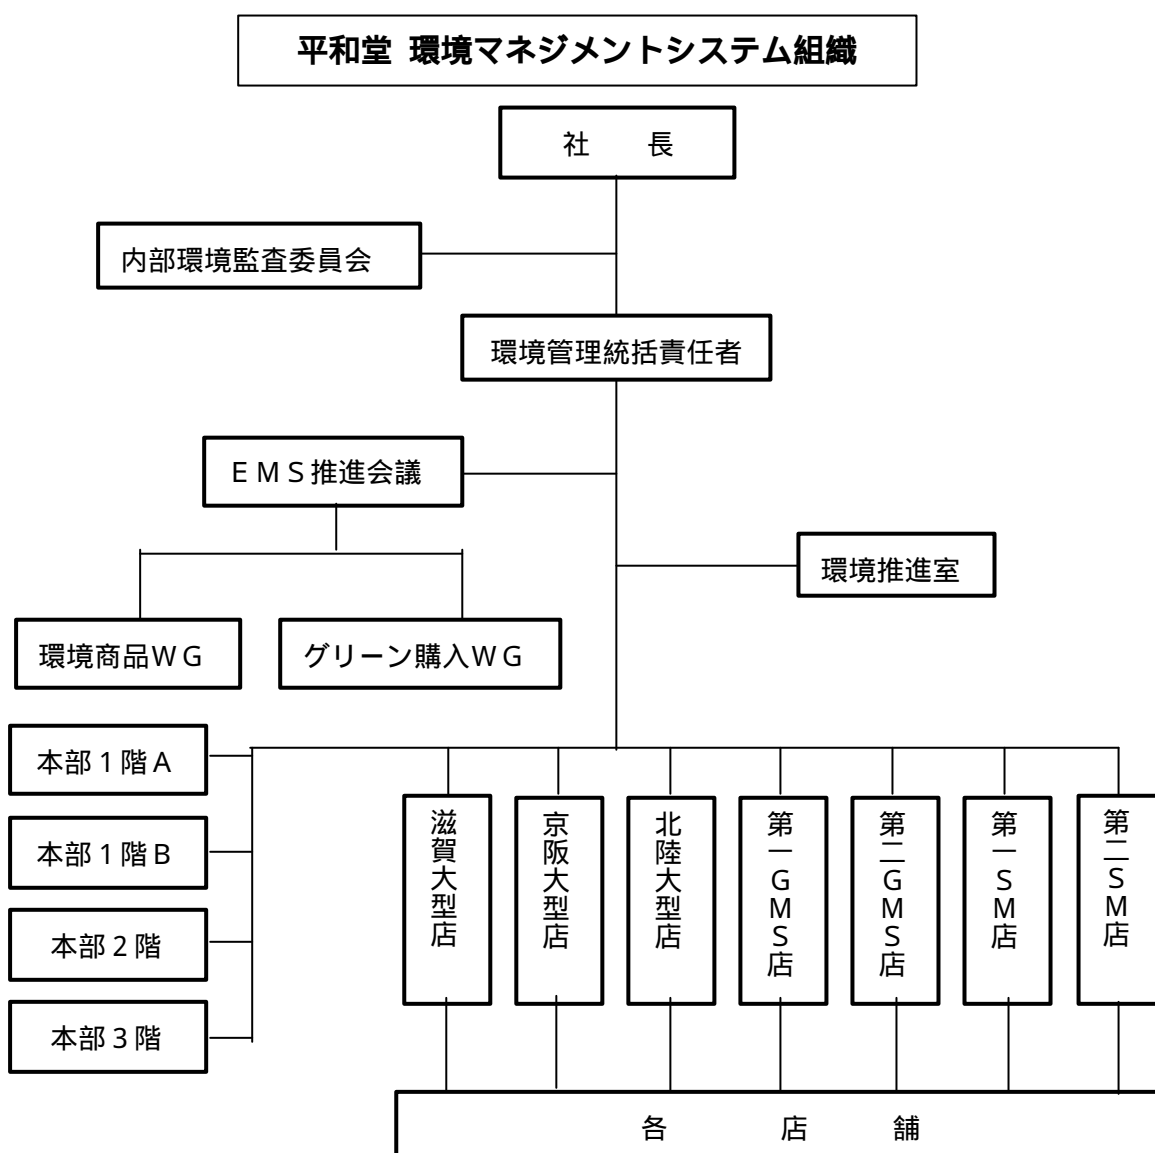 平和堂 環境マネジメントシステム組織
社　　長
内部環境監査委員会
環境管理統括責任者
ＥＭＳ推進会議
環境推進室
環境商品ＷＧ
グリーン購入ＷＧ
本部１階Ａ
本部１階Ｂ
本部２階
本部３階
滋賀大型店
京阪大型店
北陸大型店
第一ＧＭＳ店
第二ＧＭＳ店
第一ＳＭ店
第二ＳＭ店
各　　店　　舗